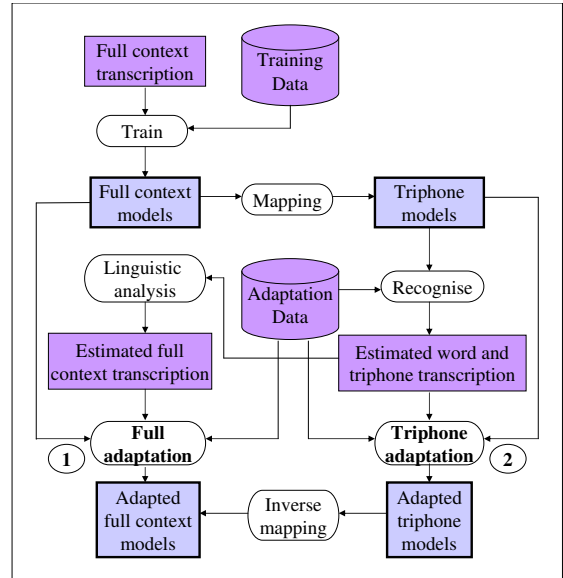 Full context
transcription
Training
Data
Train
Full context
models
Mapping
Triphone
models
Linguistic
analysis
Adaptation
Data
Recognise
Estimated full
context transcription
Estimated word and
triphone transcription
1
Full
adaptation
Triphone
adaptation
2
Adapted
full context
models
Inverse
mapping
Adapted
triphone
models